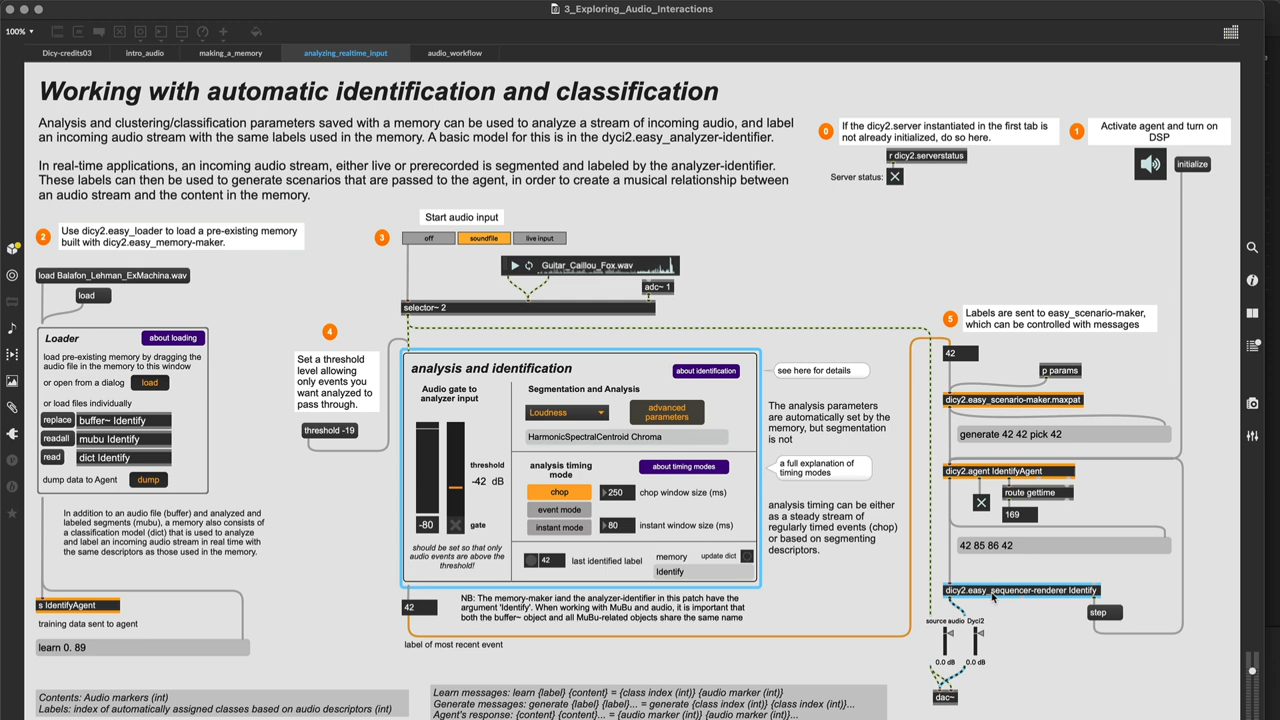 3_Exploring_Audio_Interactions
100%
Dicy-credits03
intro_audio
making_a_memory
analyzing_realtime_input
audio_workflow
Working with automatic identification and classification
Analysis and clustering/classification parameters saved with a memory can be used to analyze a stream of incoming audio, and label
an incoming audio stream with the same labels used in the memory. A basic model for this is in the dyci2.easy_analyzer-identifier.
In real-time applications, an incoming audio stream, either live or prerecorded is segmented and labeled by the analyzer-identifier.
These labels can then be used to generate scenarios that are passed to the agent, in order to create a musical relationship between
an audio stream and the content in the memory.
0
If the dicy2.server instantiated in the first tab is
not already initialized, do so here.
r dicy2.serverstatus
Server status:
1
Activate agent and turn on
DSP
initialize
2
Use dicy2.easy_loader to load a pre-existing memory
built with dicy2.easy_memory-maker.
load Balafon_Lehman_ExMachina.wav
load
Loader
about loading
load pre-existing memory by dragging the
audio file in the memory to this window
or open from a dialog
load
or load files individually
replace
buffer~ Identify
readall
mubu Identify
read
dict Identify
dump data to Agent
dump
In addition to an audio file (buffer) and analyzed and
labeled segments (mubu), a memory also consists of
a classification model (dict) that is used to analyze
and label an incoming audio stream in real time with
the same descriptors as those used in the memory.
s IdentifyAgent
training data sent to agent
learn 0. 89
3
Start audio input
off
soundfile
live input
Guitar_Caillou_Fox.wav
adc~ 1
selector~ 2
4
Set a threshold
level allowing
only events you
want analyzed to
pass through.
threshold -19
analysis and identification
about identification
Audio gate to
analyzer input
threshold
-42 dB
-80
gate
should be set so that only
audio events are above the
threshold!
Segmentation and Analysis
Loudness
advanced
parameters
HarmonicSpectralCentroid Chroma
analysis timing
mode
about timing modes
chop
250
chop window size (ms)
event mode
instant mode
80
instant window size (ms)
42
last identified label
memory
update dict
Identify
see here for details
The analysis parameters
are automatically set by the
memory, but segmentation
is not
a full explanation of
timing modes
analysis timing can be either
as a steady stream of
regularly timed events (chop)
or based on segmenting
descriptors.
42
label of most recent event
NB: The memory-maker iand the analyzer-identifier in this patch have the
argument 'Identify'. When working with MuBu and audio, it is important that
both the buffer~ object and all MuBu-related objects share the same name
5
Labels are sent to easy_scenario-maker,
which can be controlled with messages
42
p params
dicy2.easy_scenario-maker.maxpat
generate 42 42 pick 42
dicy2.agent IdentifyAgent
route gettime
169
42 85 86 42
dicy2.easy_sequencer-renderer Identify
step
source audio
Dyci2
0.0 dB
0.0 dB
dac~
Contents: Audio markers (int)
Labels: index of automatically assigned classes based on audio descriptors (int)
Learn messages: learn {label} {content} = {class index (int)} {audio marker (int)}
Generate messages: generate {label} {label}... = generate {class index (int)} {class index (int)}...
Agent's response: {content} {content}... = {audio marker (int)} {audio marker (int)}...